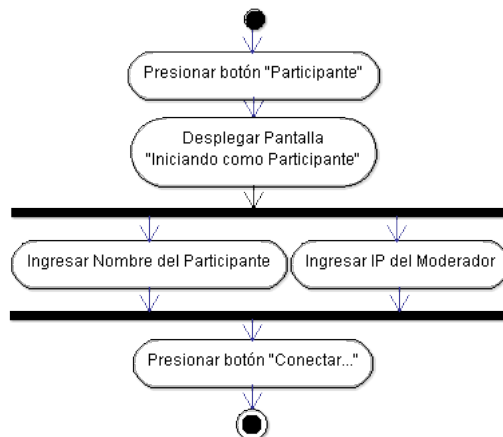 Presionar botón "Participante"
Desplegar Pantalla
"Iniciando como Participante"
Ingresar Nombre del Participante
Ingresar IP del Moderador
Presionar botón "Conectar..."